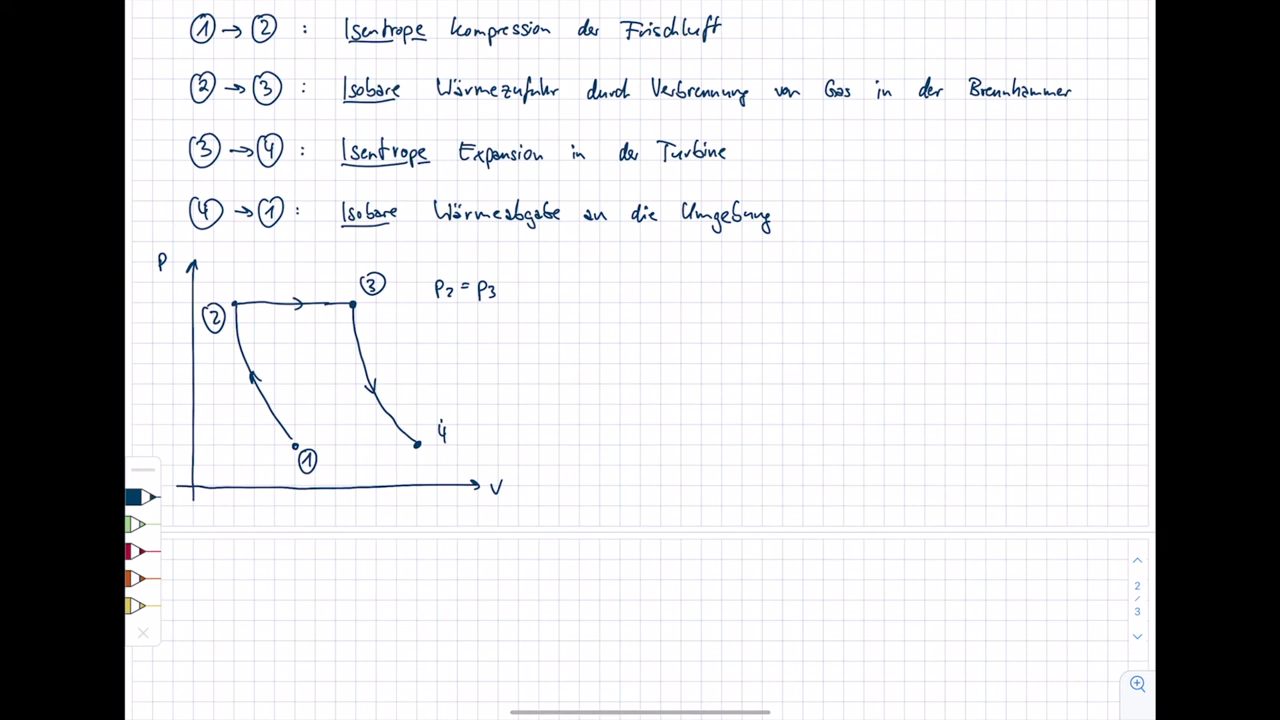 ① → ② : Isentrope Kompression der Frischluft
② → ③ : Isobare Wärmezufuhr durch Verbrennung von Gas in der Brennkammer
③ → ④ : Isentrope Expansion in der Turbine
④ → ① : Isobare Wärmeabgabe an die Umgebung
P
③
p₂ = p₃
②
4
①
V
2
/
3